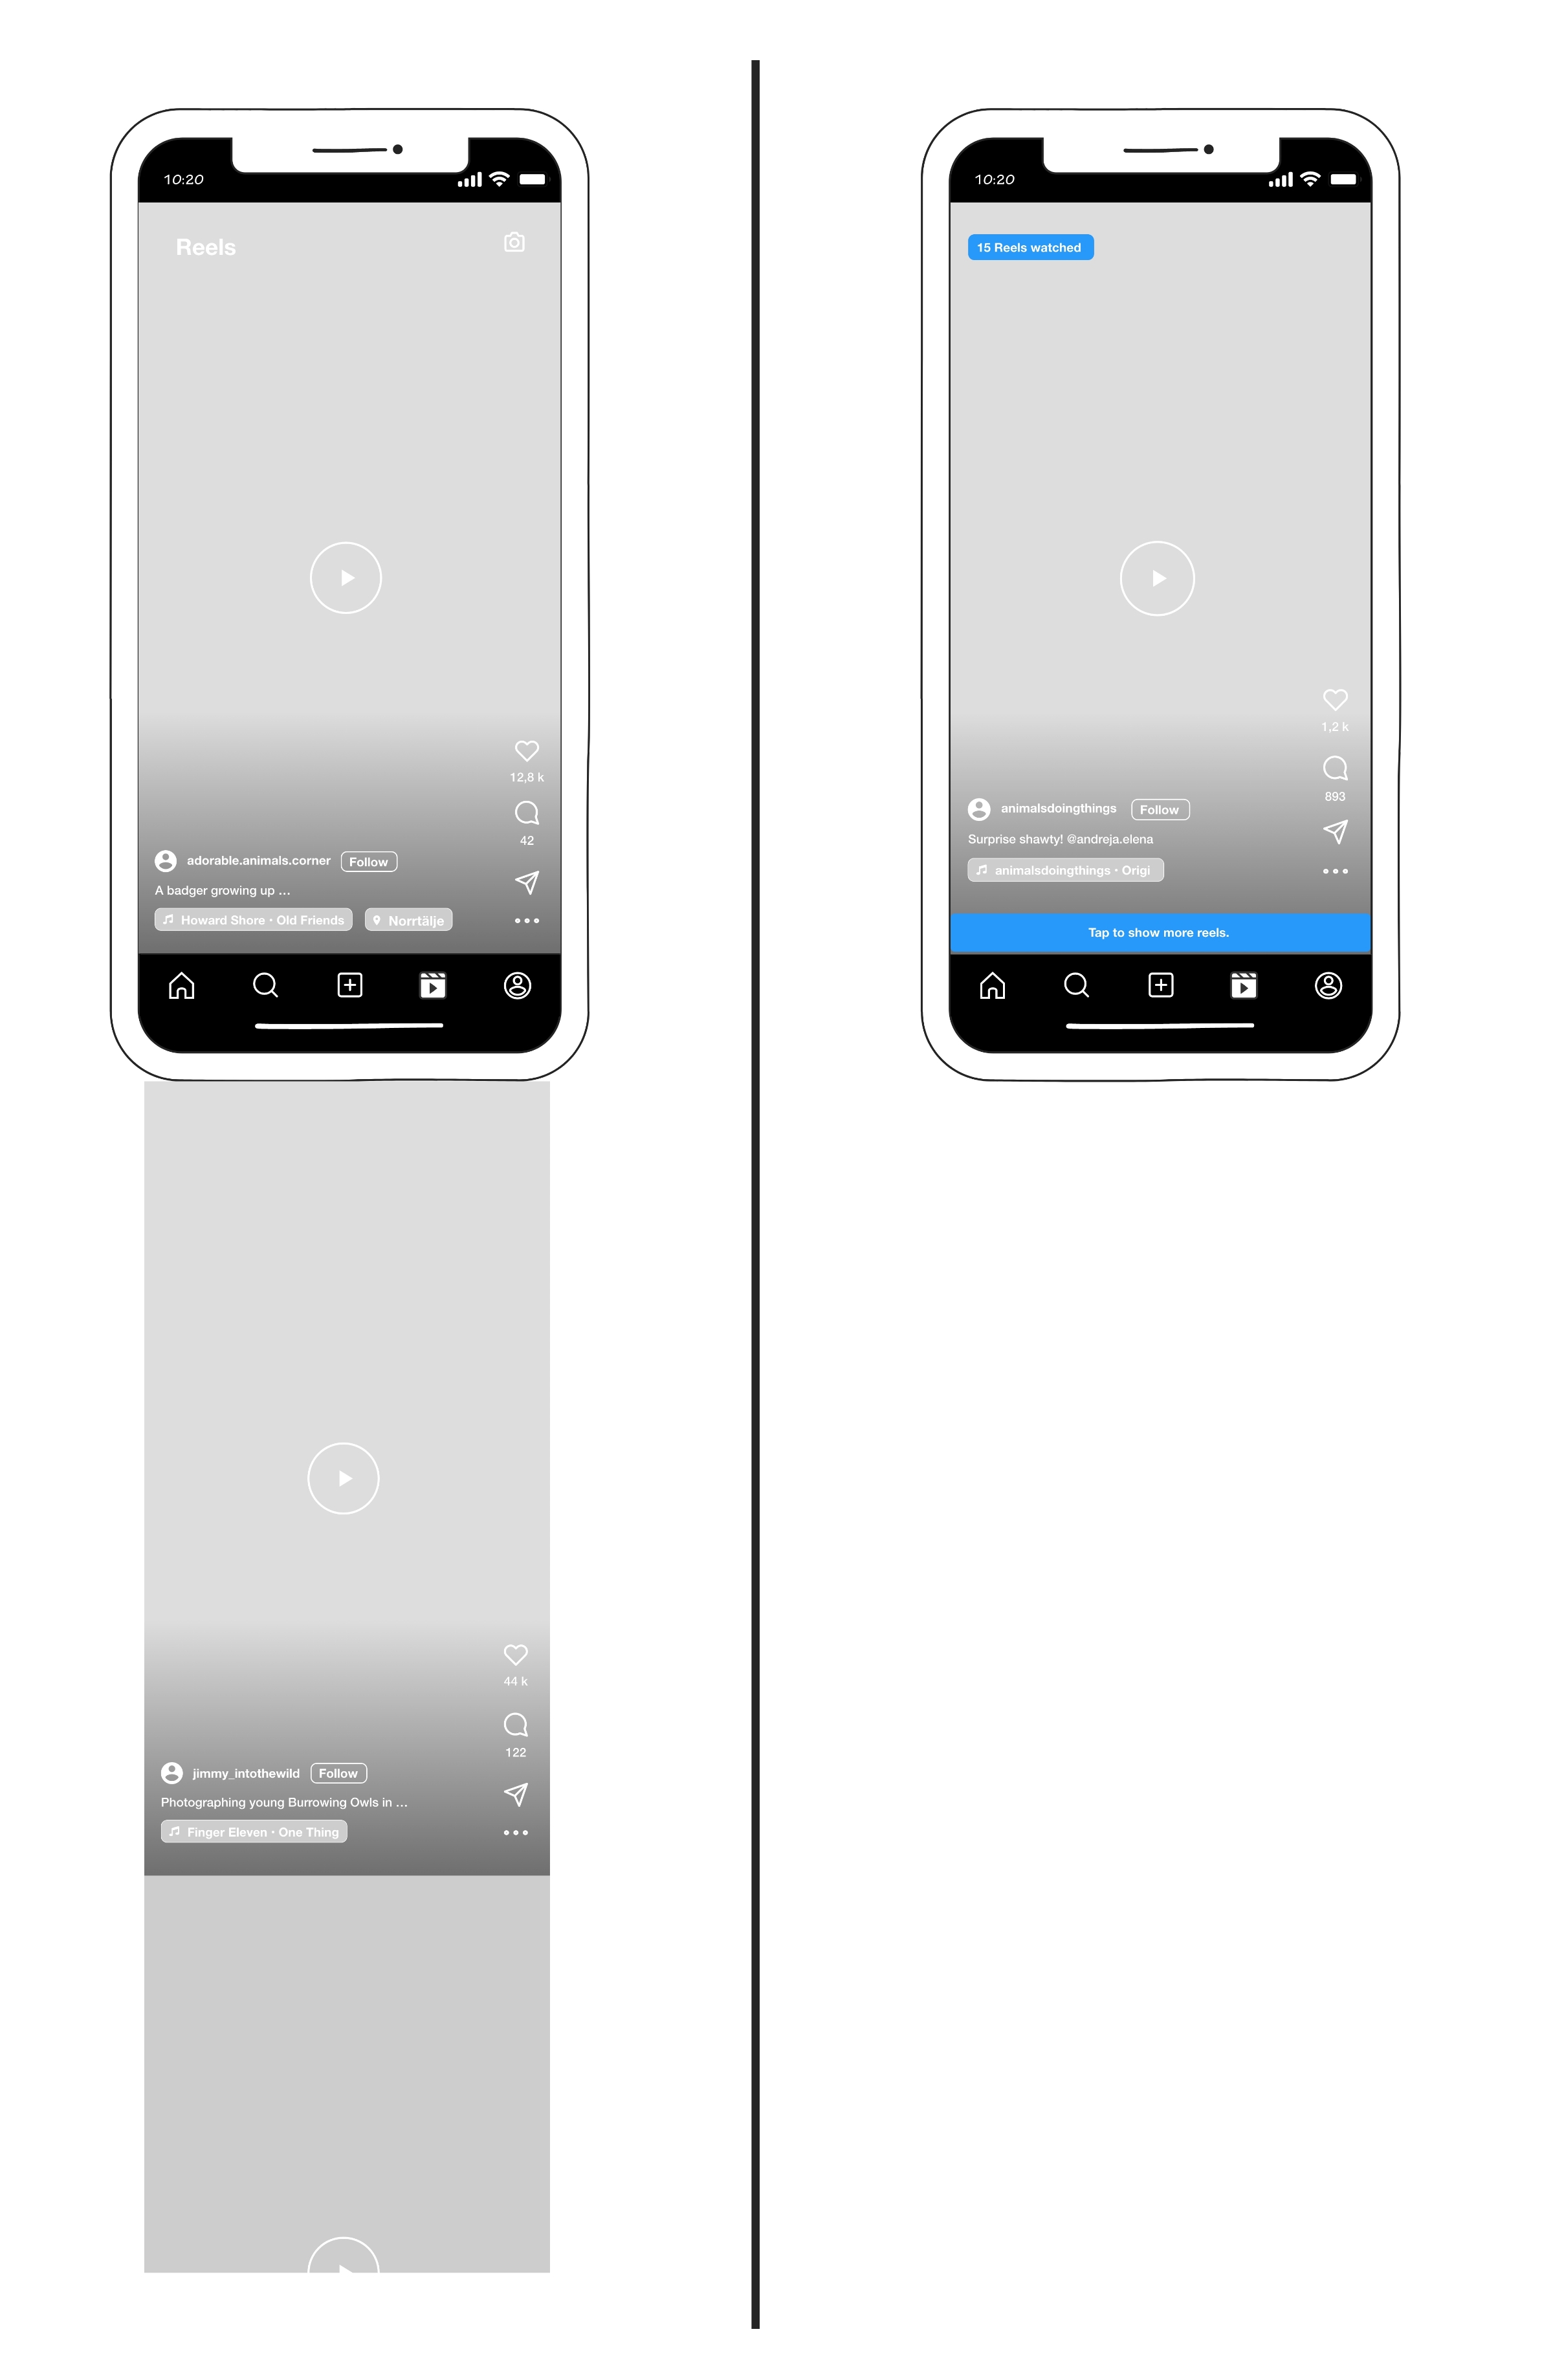 10:20
Reels
12,8 k
42
adorable.animals.corner Follow
A badger growing up ...
Howard Shore • Old Friends Norrtälje
44 k
122
jimmy_intothewild Follow
Photographing young Burrowing Owls in ...
Finger Eleven • One Thing
10:20
15 Reels watched
1,2 k
893
animalsdoingthings Follow
Surprise shawty! @andreja.elena
animalsdoingthings • Origi
Tap to show more reels.